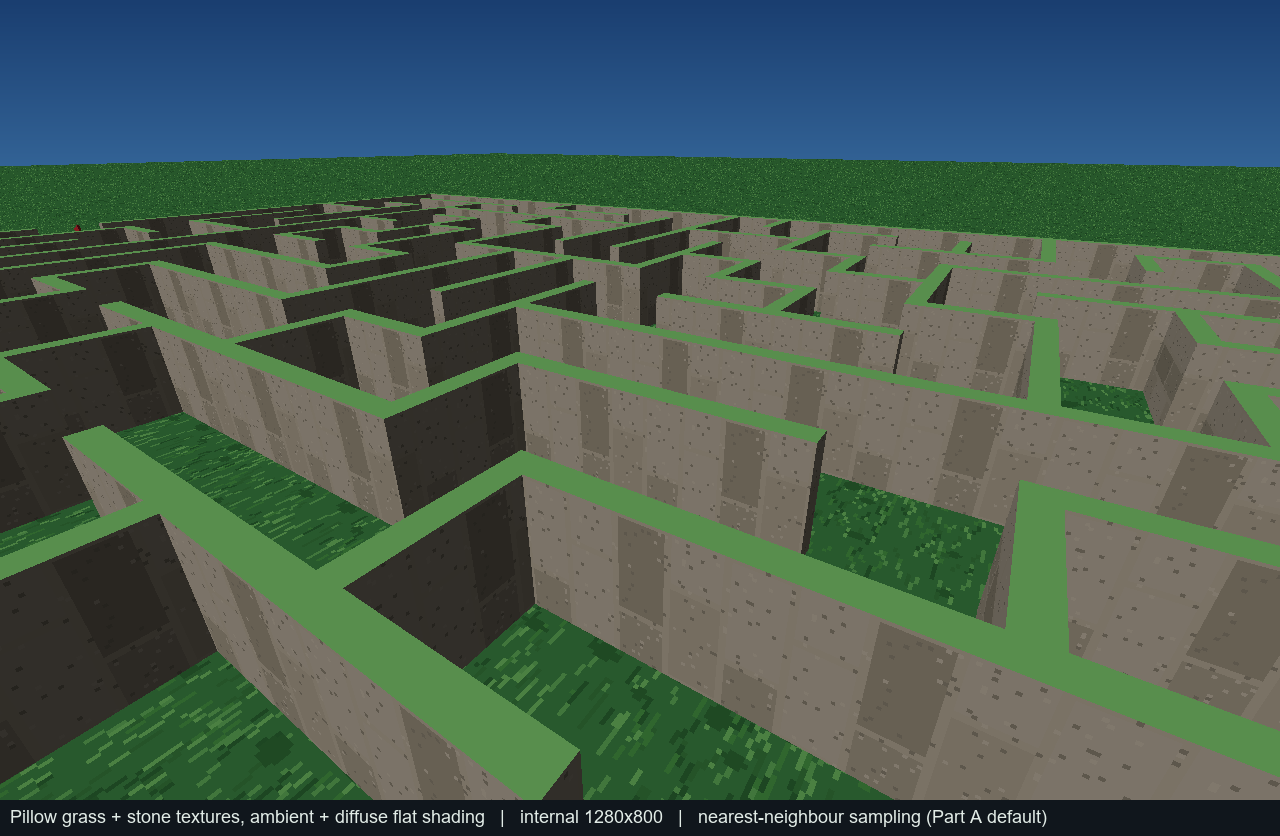 Pillow grass + stone textures, ambient + diffuse flat shading | internal 1280x800 | nearest-neighbour sampling (Part A default)